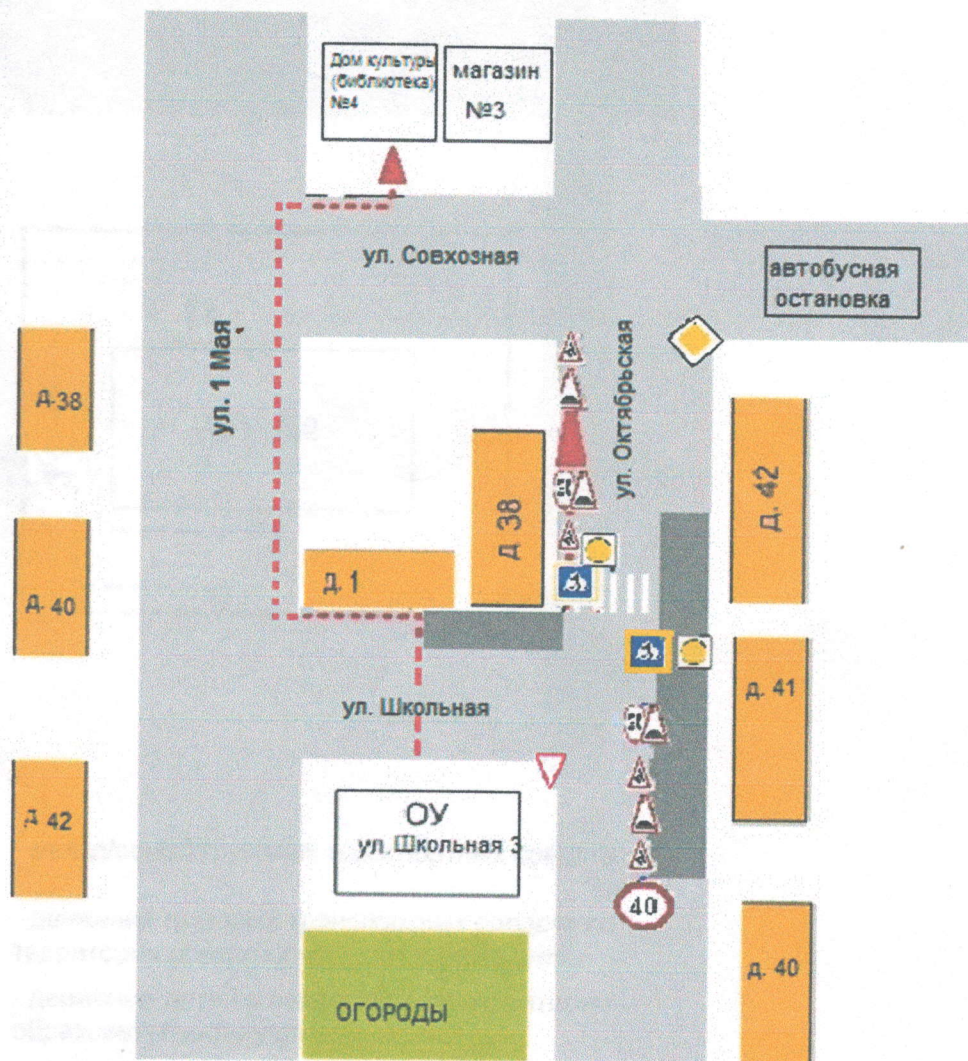 Дом культуры
(библиотека)
№4
магазин
№3
ул. Совхозная
автобусная
остановка
ул. 1 Мая
ул. Октябрьская
д.38
д. 40
д 42
Д 38
Д. 1
Д. 42
д. 41
ул. Школьная
ОУ
ул. Школьная 3
40
д. 40
ОГОРОДЫ